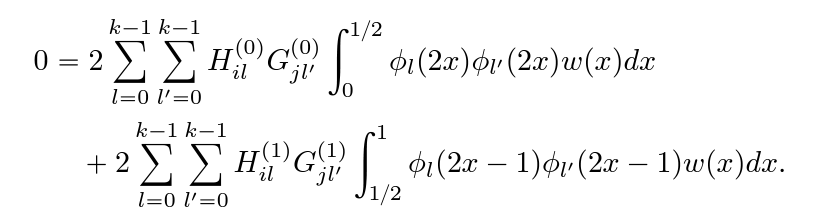 $0 = 2 \sum_{l=0}^{k-1} \sum_{l'=0}^{k-1} H_{il}^{(0)} G_{jl'}^{(0)} \int_{0}^{1/2} \phi_l(2x)\phi_{l'}(2x)w(x)dx$
$+ 2 \sum_{l=0}^{k-1} \sum_{l'=0}^{k-1} H_{il}^{(1)} G_{jl'}^{(1)} \int_{1/2}^{1} \phi_l(2x-1)\phi_{l'}(2x-1)w(x)dx.$